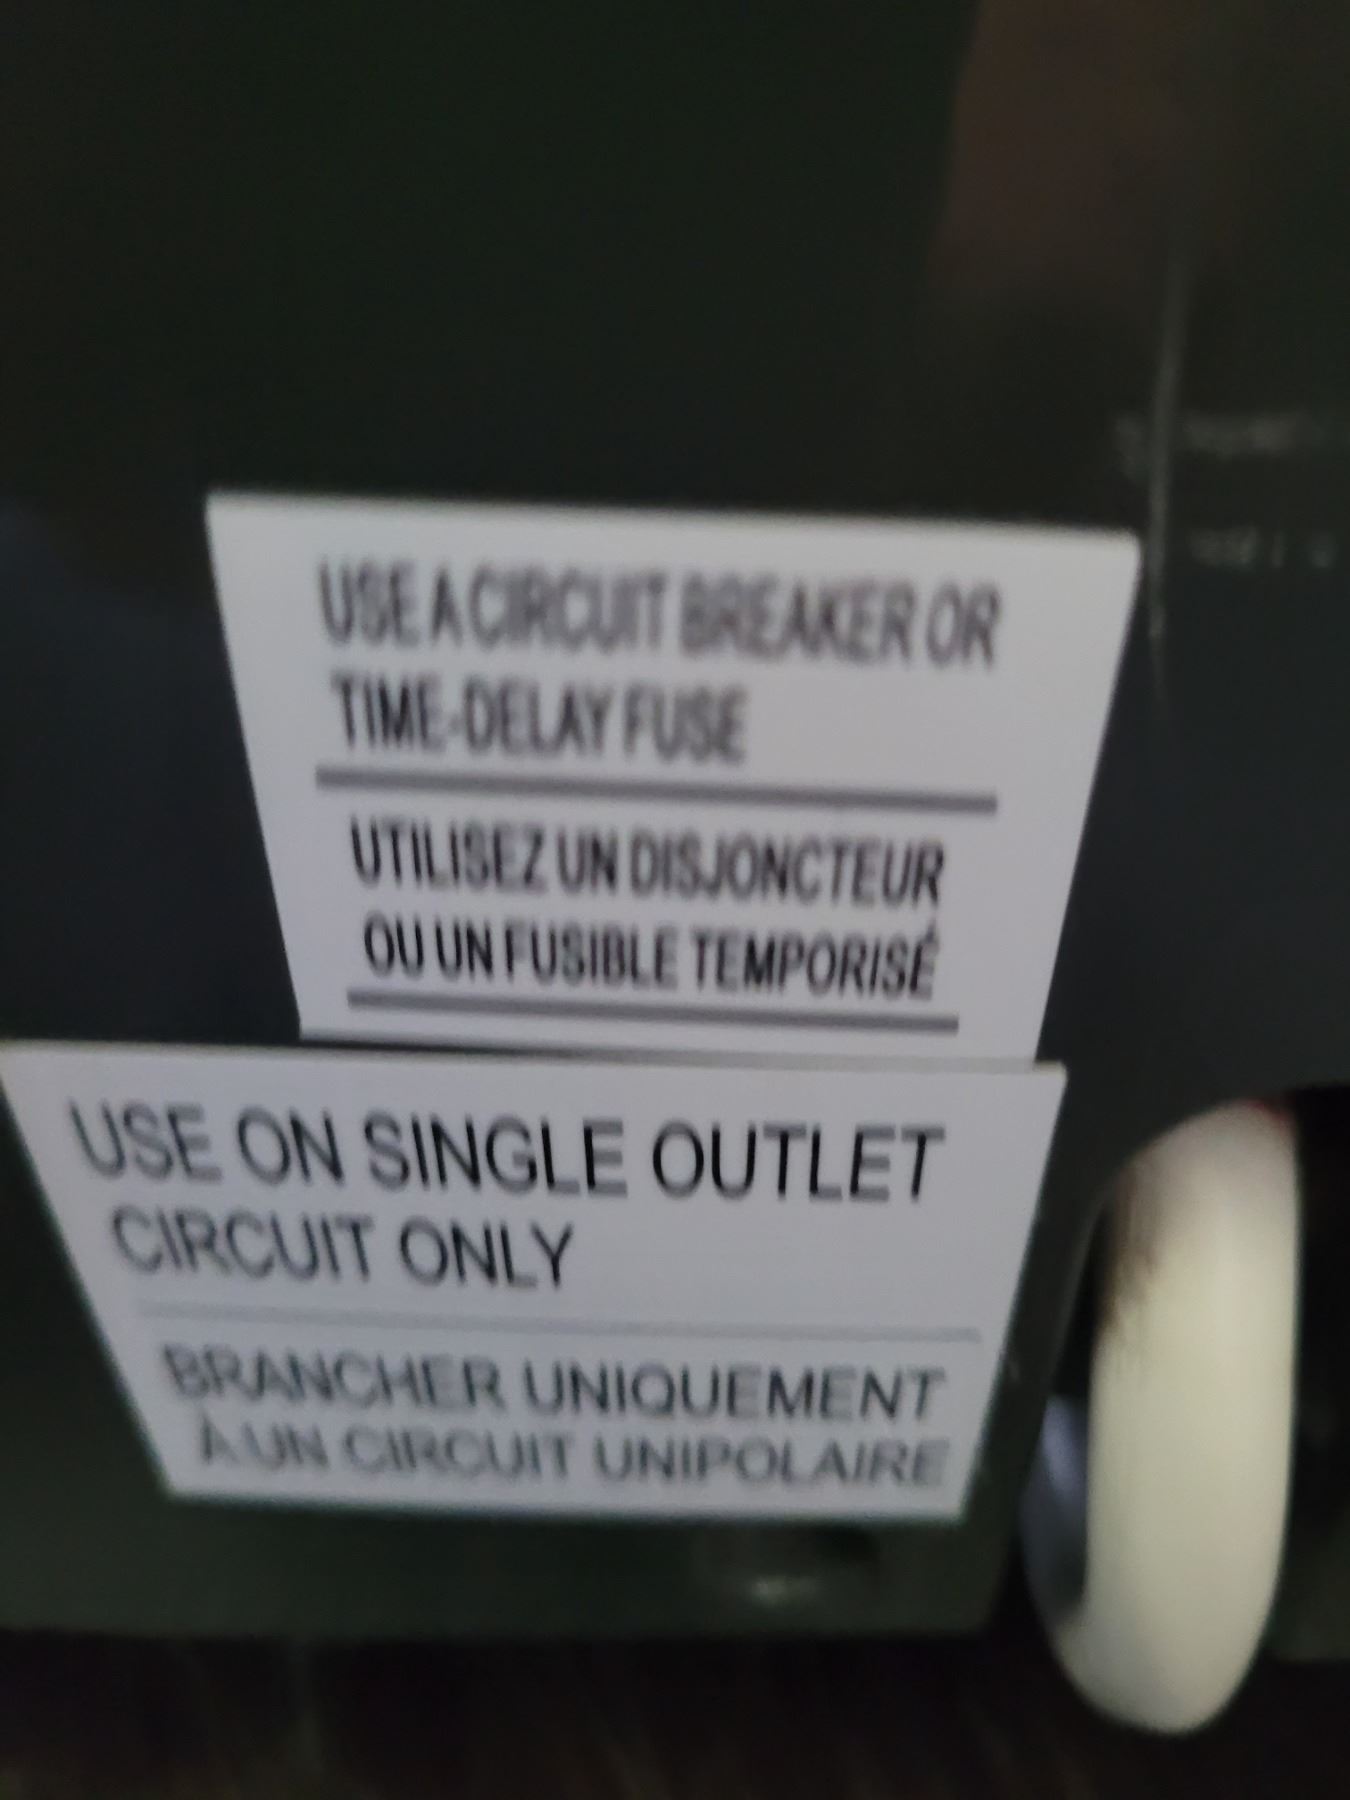 USE A CIRCUIT BREAKER OR
TIME-DELAY FUSE
UTILISEZ UN DISJONCTEUR
OU UN FUSIBLE TEMPORISÉ
USE ON SINGLE OUTLET
CIRCUIT ONLY
BRANCHER UNIQUEMENT
À UN CIRCUIT UNIPOLAIRE